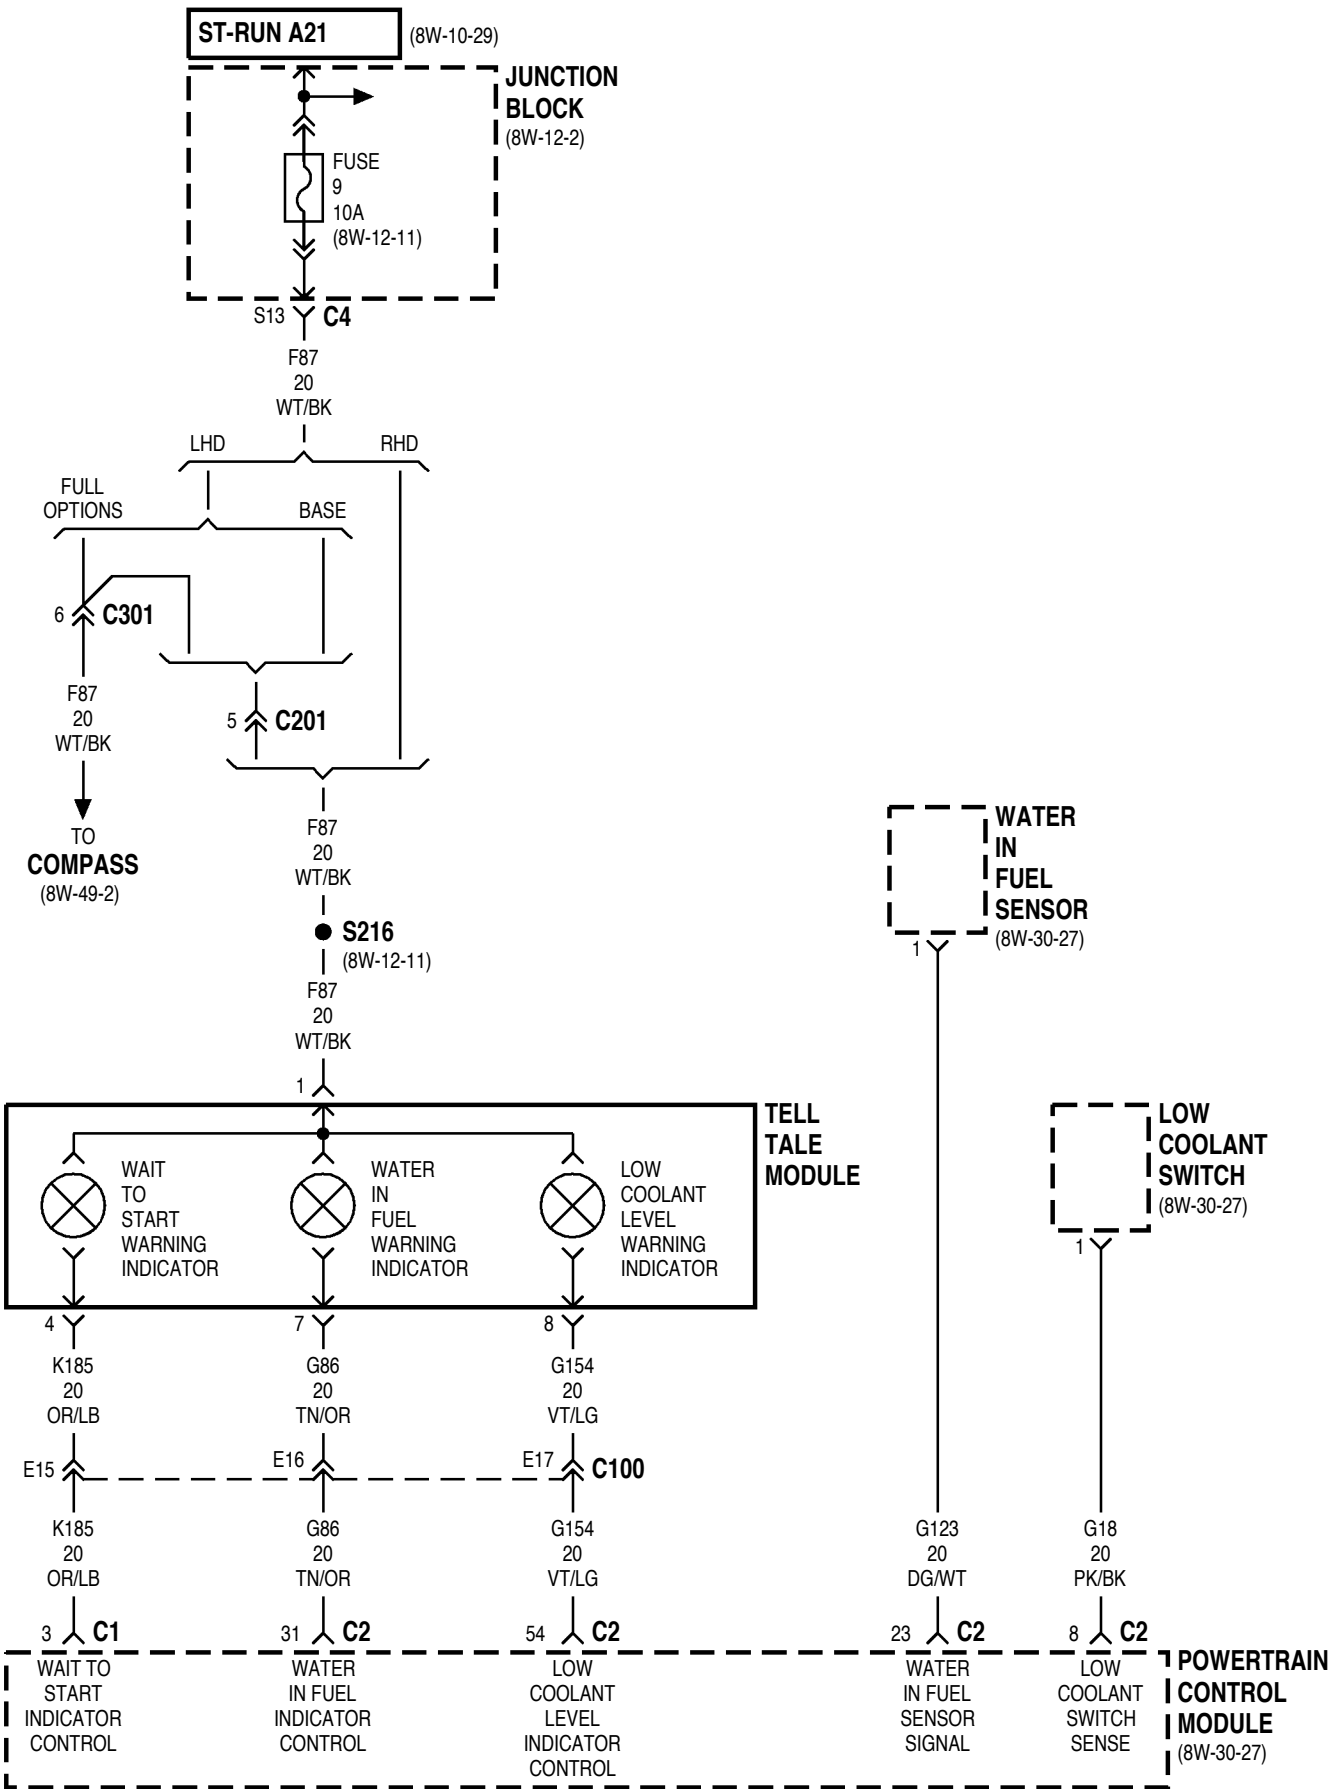 ST-RUN A21
(8W-10-29)
JUNCTION
BLOCK
(8W-12-2)
FUSE
9
10A
(8W-12-11)
S13
C4
F87
20
WT/BK
LHD
RHD
FULL
OPTIONS
BASE
6
C301
F87
20
WT/BK
TO
COMPASS
(8W-49-2)
5
C201
F87
20
WT/BK
S216
(8W-12-11)
F87
20
WT/BK
1
WATER
IN
FUEL
SENSOR
(8W-30-27)
1
TELL
TALE
MODULE
WAIT
TO
START
WARNING
INDICATOR
WATER
IN
FUEL
WARNING
INDICATOR
LOW
COOLANT
LEVEL
WARNING
INDICATOR
LOW
COOLANT
SWITCH
(8W-30-27)
1
4
K185
20
OR/LB
7
G86
20
TN/OR
8
G154
20
VT/LG
E15
E16
E17
C100
K185
20
OR/LB
G86
20
TN/OR
G154
20
VT/LG
G123
20
DG/WT
G18
20
PK/BK
3
C1
31
C2
54
C2
23
C2
8
C2
WAIT TO
START
INDICATOR
CONTROL
WATER
IN FUEL
INDICATOR
CONTROL
LOW
COOLANT
LEVEL
INDICATOR
CONTROL
WATER
IN FUEL
SENSOR
SIGNAL
LOW
COOLANT
SWITCH
SENSE
POWERTRAIN
CONTROL
MODULE
(8W-30-27)